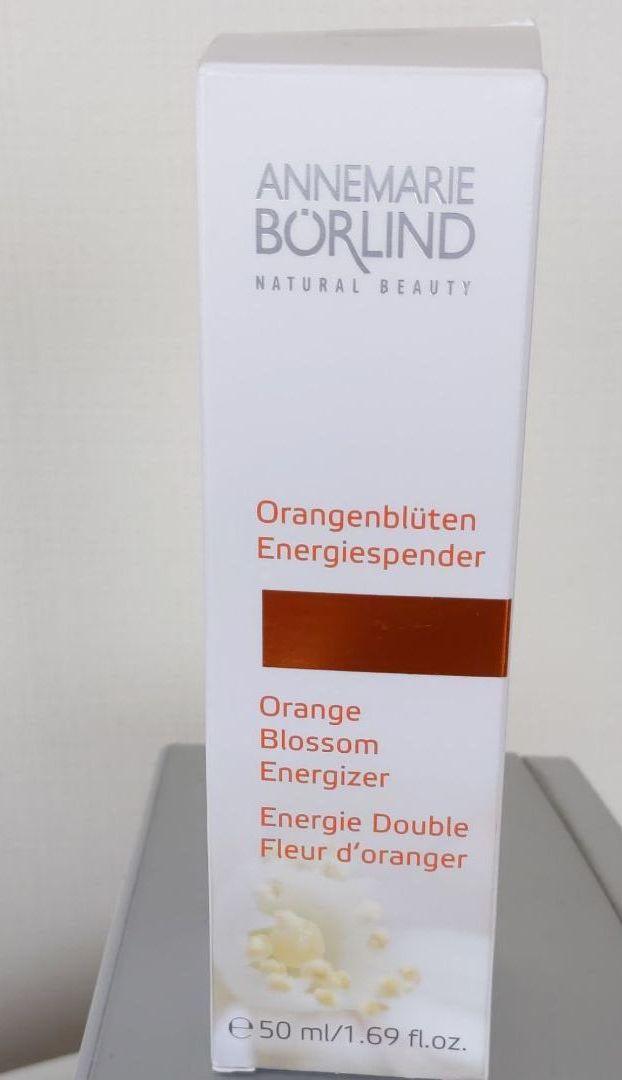 ANNEMARIE
BÖRLIND
NATURAL BEAUTY
Orangenblüten
Energiespender
Orange
Blossom
Energizer
Energie Double
Fleur d'oranger
℮ 50 ml/1.69 fl.oz.